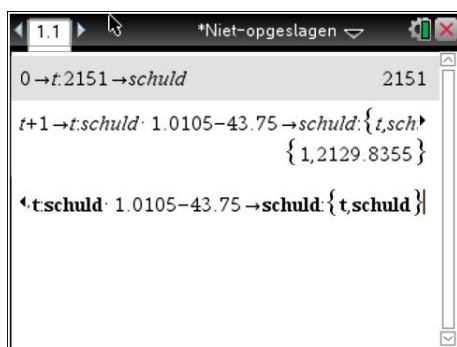 1.1 *Niet-opgeslagen
0→t:2151→schuld 2151
t+1→t:schuld· 1.0105−43.75→schuld:{t,sch
{1,2129.8355}
t:schuld· 1.0105−43.75→schuld:{t,schuld}